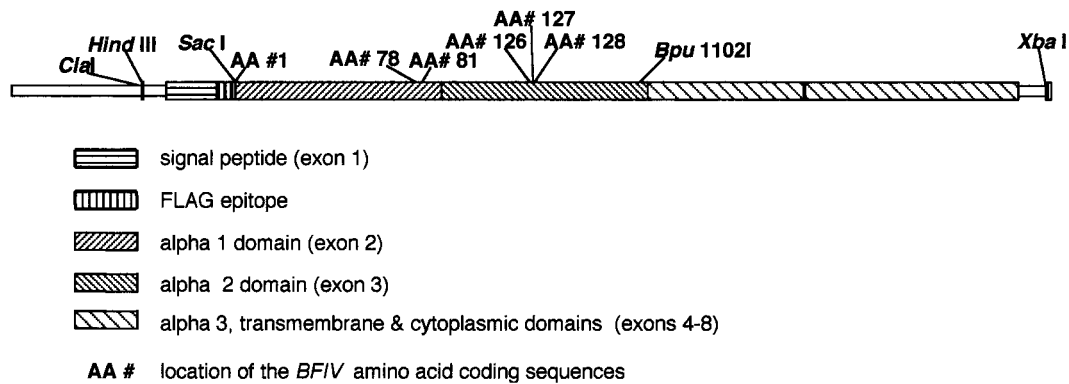 AA# 127
Hind III
Sac I
AA# 126
AA# 128
ClaI
AA #1
AA# 78
AA# 81
Bpu 1102I
Xba I
signal peptide (exon 1)
FLAG epitope
alpha 1 domain (exon 2)
alpha 2 domain (exon 3)
alpha 3, transmembrane & cytoplasmic domains (exons 4-8)
AA # location of the BFIV amino acid coding sequences